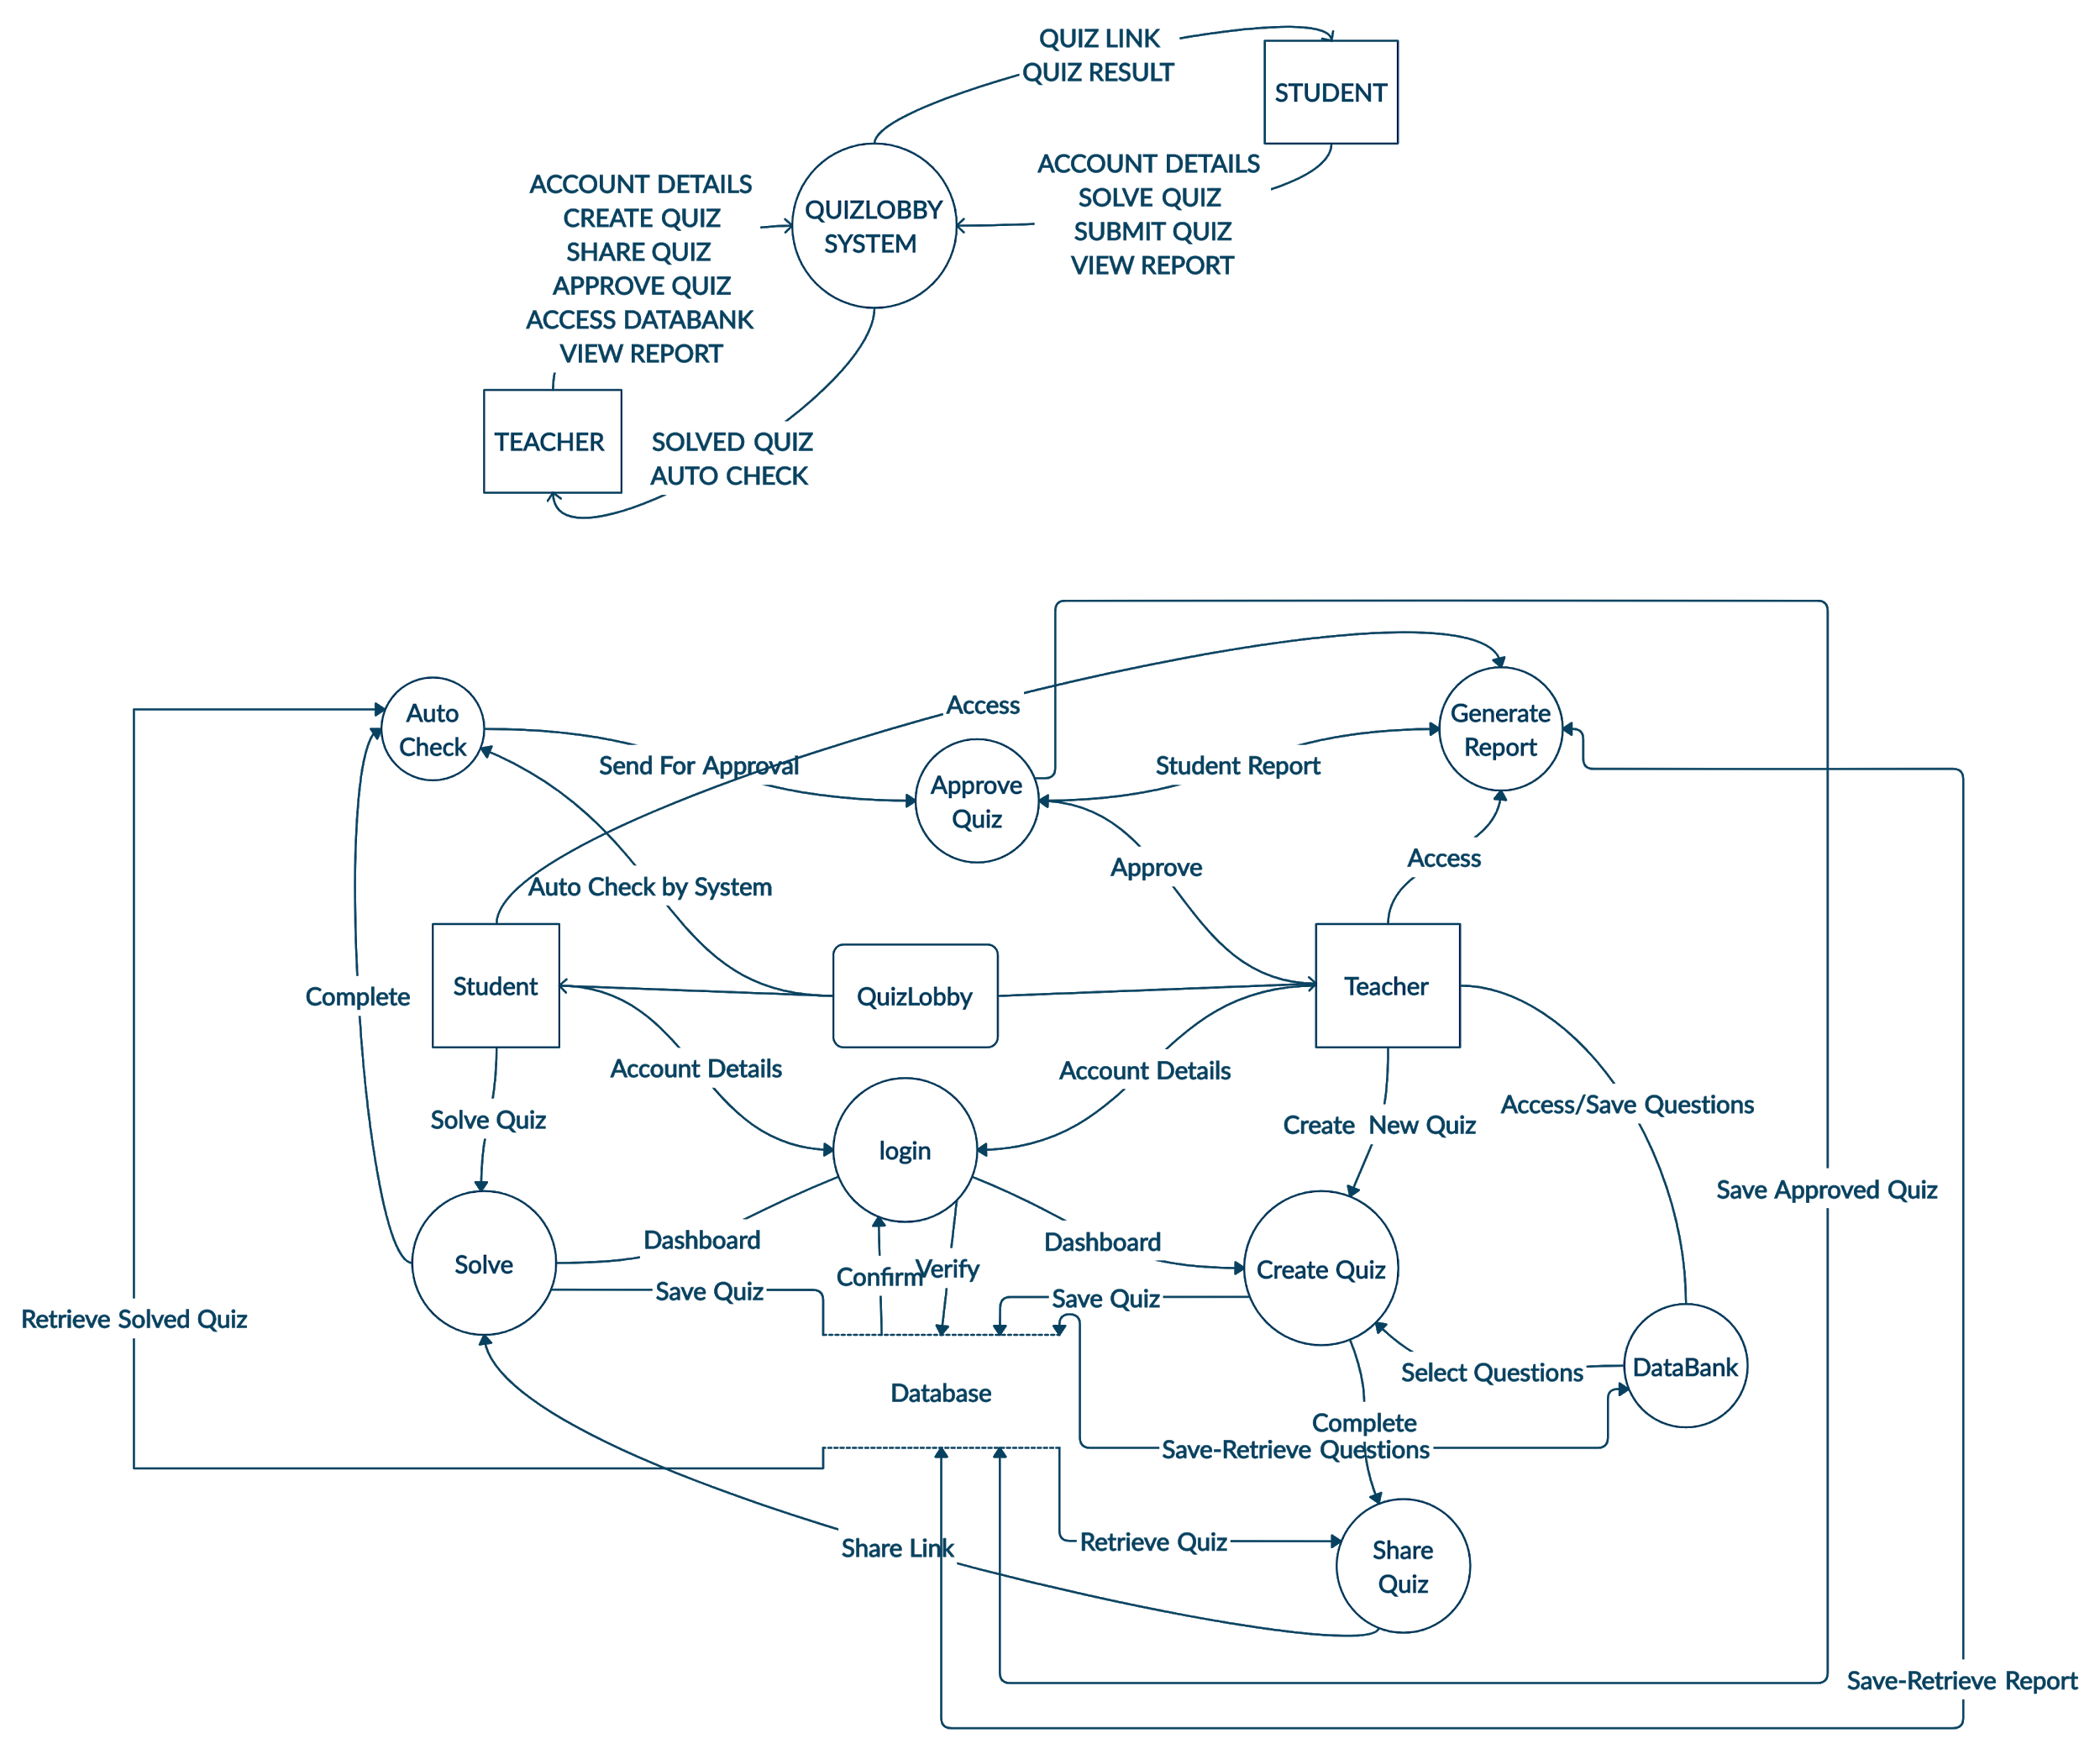 QUIZ LINK
QUIZ RESULT
STUDENT
ACCOUNT DETAILS
SOLVE QUIZ
SUBMIT QUIZ
VIEW REPORT
QUIZLOBBY
SYSTEM
ACCOUNT DETAILS
CREATE QUIZ
SHARE QUIZ
APPROVE QUIZ
ACCESS DATABANK
VIEW REPORT
TEACHER
SOLVED QUIZ
AUTO CHECK
Access
Auto
Check
Generate
Report
Send For Approval
Student Report
Approve
Quiz
Approve
Access
Auto Check by System
Student
QuizLobby
Teacher
Complete
Account Details
Account Details
Solve Quiz
Create  New Quiz
Access/Save Questions
login
Save Approved Quiz
Dashboard
Dashboard
Solve
Confirm
Verify
Create Quiz
Save Quiz
Save Quiz
Retrieve Solved Quiz
Select Questions
DataBank
Database
Complete
Save-Retrieve Questions
Share Link
Retrieve Quiz
Share
Quiz
Save-Retrieve Report